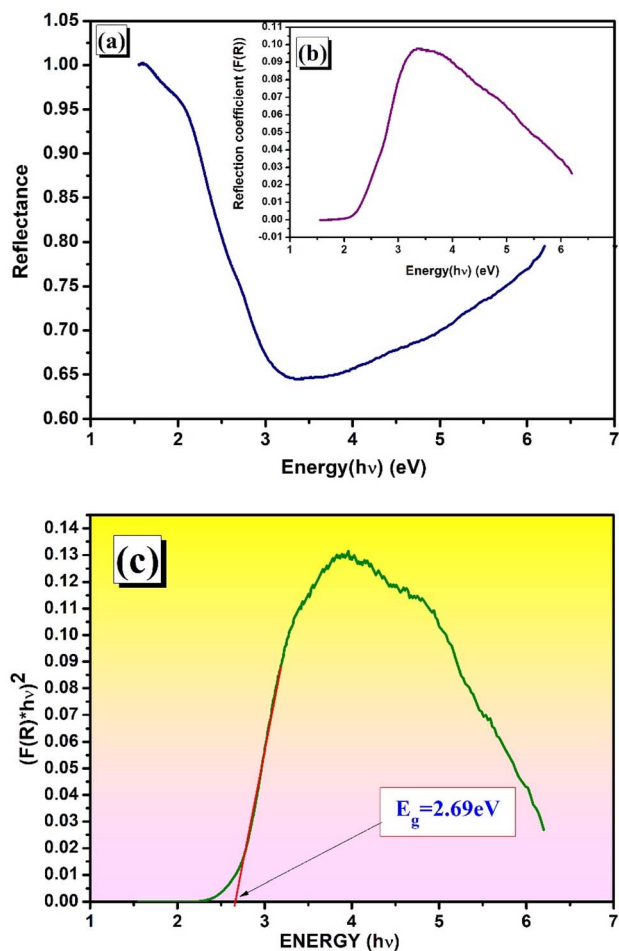 (a)
1.05
1.00
0.95
0.90
0.85
0.80
0.75
0.70
0.65
0.60
Reflectance
1 2 3 4 5 6 7
Energy(hν) (eV)
(b)
0.11
0.10
0.09
0.08
0.07
0.06
0.05
0.04
0.03
0.02
0.01
0.00
-0.01
Reflection coefficient (F(R))
1 2 3 4 5 6 7
Energy(hν) (eV)
(c)
0.14
0.13
0.12
0.11
0.10
0.09
0.08
0.07
0.06
0.05
0.04
0.03
0.02
0.01
0.00
(F(R)*hν)²
E_g=2.69eV
1 2 3 4 5 6 7
ENERGY (hν)